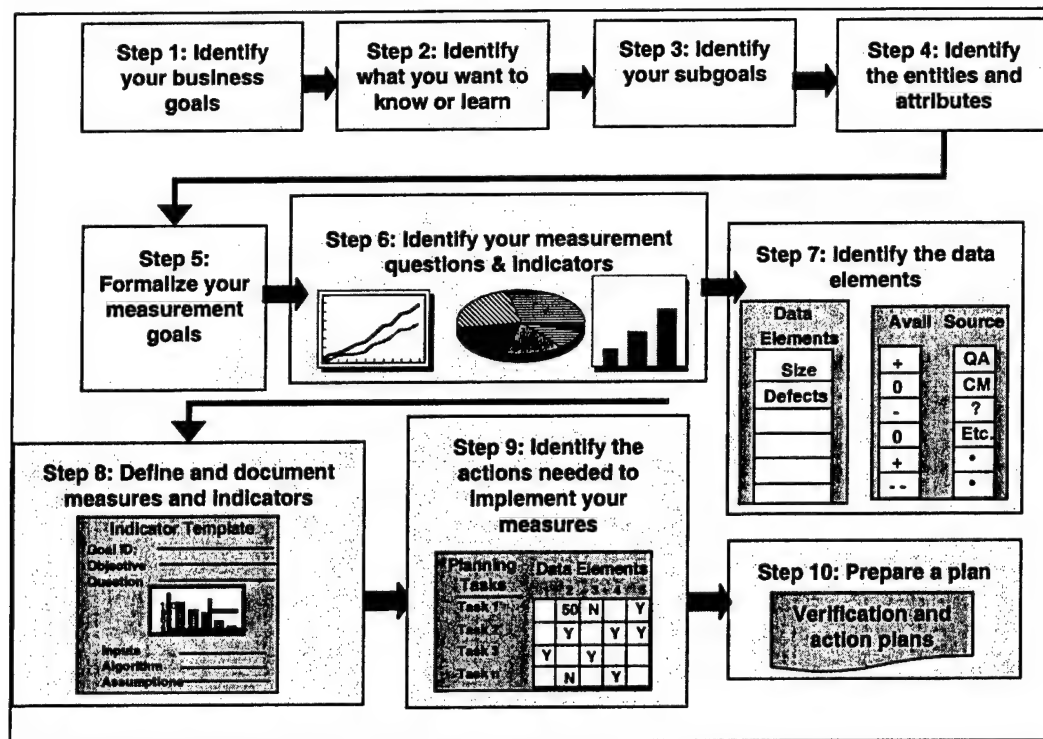 Step 1: Identify
your business
goals
Step 2: Identify
what you want to
know or learn
Step 3: Identify
your subgoals
Step 4: Identify
the entities and
attributes
Step 5:
Formalize your
measurement
goals
Step 6: Identify your measurement
questions & indicators
Step 7: Identify the data
elements
Data
Elements
Size
Defects
Avail Source
+ QA
0 CM
- ?
0 Etc.
+ •
-- •
Step 8: Define and document
measures and indicators
Indicator Template
Goal ID:
Objective
Question
Inputs
Algorithm
Assumptions
Step 9: Identify the
actions needed to
implement your
measures
Planning
Tasks
Data Elements
1 2 3 4 5
Task 1 50 N Y
Task 2 Y Y Y
Task 3 Y Y
Task n N Y
Step 10: Prepare a plan
Verification and
action plans